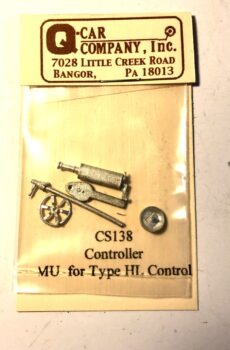 Q-CAR
COMPANY, Inc.
7028 LITTLE CREEK ROAD
BANGOR, PA 18013
CS138
Controller
MU for Type HL Control